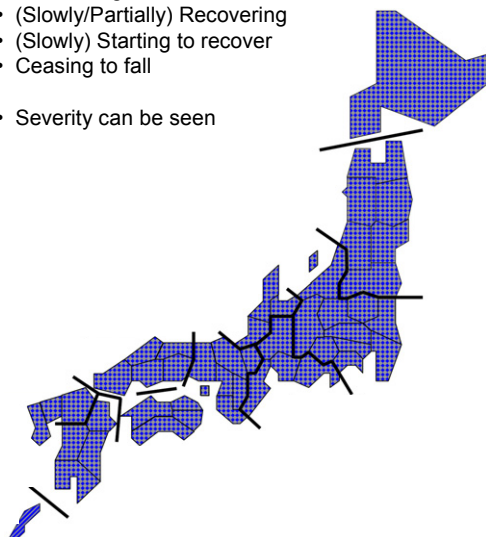 • (Slowly/Partially) Recovering
• (Slowly) Starting to recover
• Ceasing to fall
• Severity can be seen